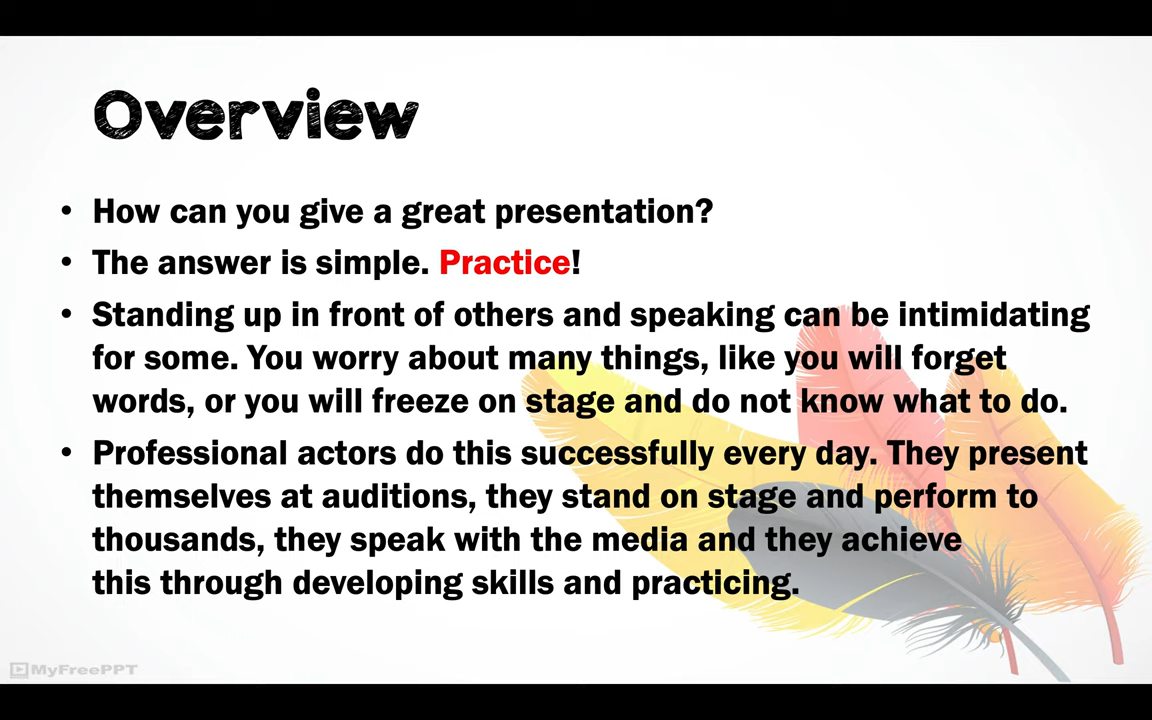 Overview
• How can you give a great presentation?
• The answer is simple. Practice!
• Standing up in front of others and speaking can be intimidating
for some. You worry about many things, like you will forget
words, or you will freeze on stage and do not know what to do.
• Professional actors do this successfully every day. They present
themselves at auditions, they stand on stage and perform to
thousands, they speak with the media and they achieve
this through developing skills and practicing.
MyFreePPT